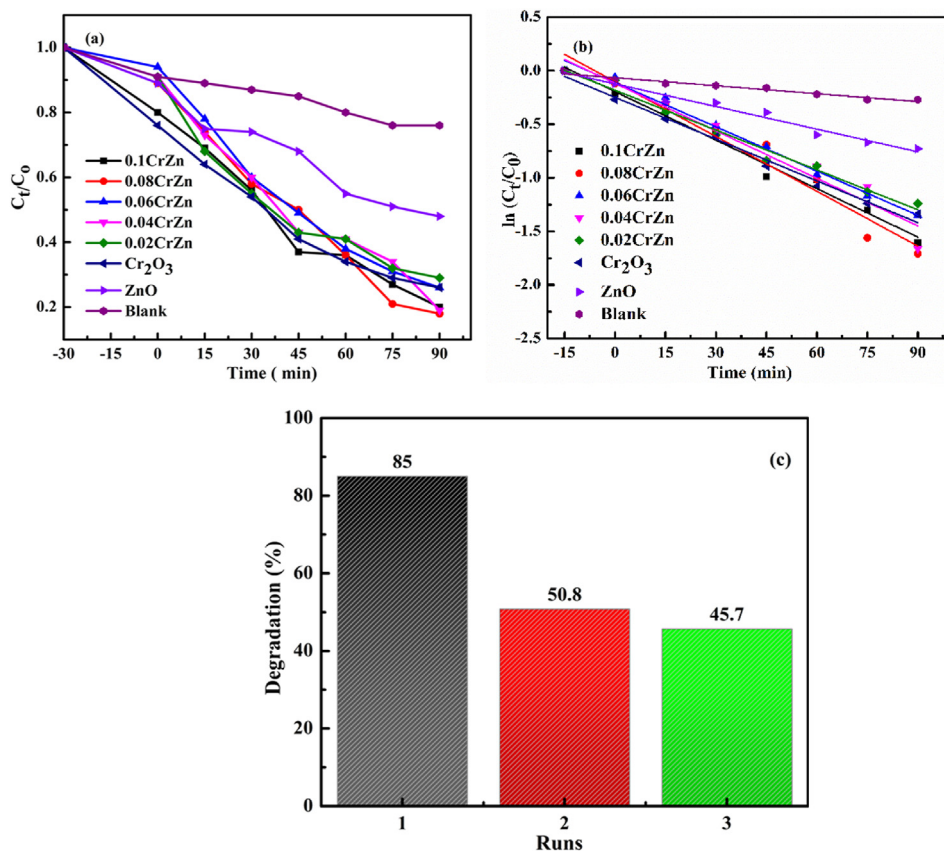 (a)
1.0
0.8
0.6
0.4
0.2
Ct/Co
0.1CrZn
0.08CrZn
0.06CrZn
0.04CrZn
0.02CrZn
Cr2O3
ZnO
Blank
-30 0 15 30 45 60 75 90
Time ( min)
(b)
0.5
0.0
-0.5
-1.0
-1.5
-2.0
-2.5
ln (Ct/C0)
0.1CrZn
0.08CrZn
0.06CrZn
0.04CrZn
0.02CrZn
Cr2O3
ZnO
Blank
-15 0 15 30 45 60 75 90
Time (min)
(c)
100
80
60
40
20
0
Degradation (%)
85
50.8
45.7
1 2 3
Runs